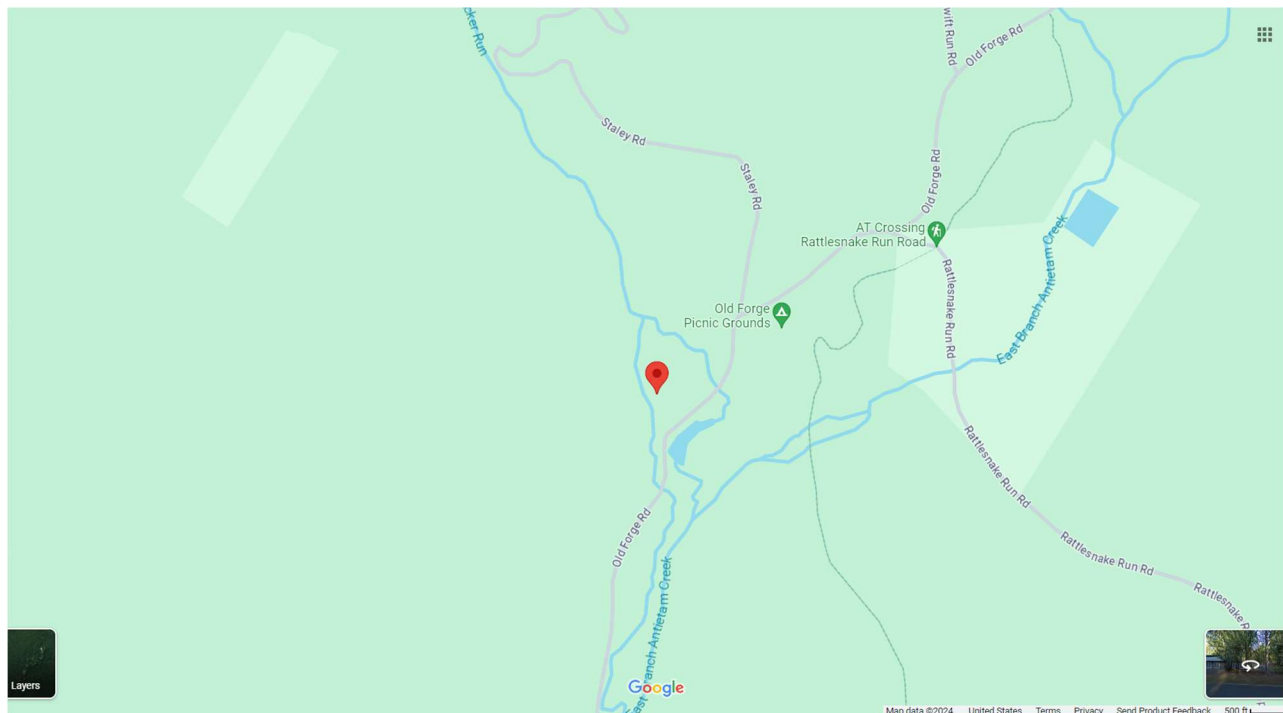 cker Run
wift Run Rd
Old Forge Rd
Staley Rd
Staley Rd
Old Forge Rd
AT Crossing
Rattlesnake Run Road
East Branch Antietam Creek
Rattlesnake Run Rd
Old Forge
Picnic Grounds
Rattlesnake Run Rd
Old Forge Rd
Rattlesnake Run Rd
Rattlesnake R
East Branch Antietam Creek
Layers
Google
Map data ©2024 United States Terms Privacy Send Product Feedback 500 ft